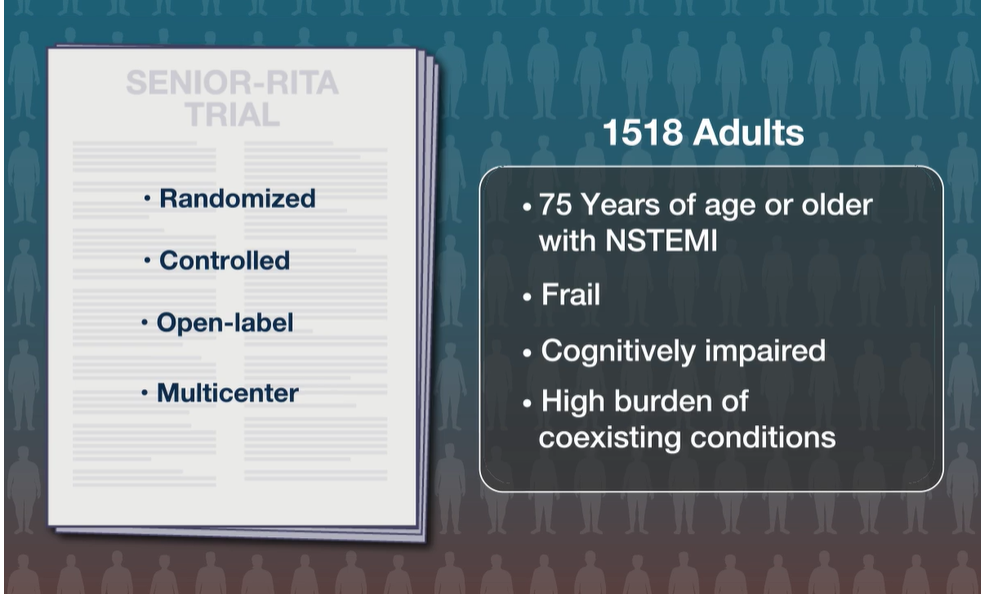 SENIOR-RITA
TRIAL
• Randomized
• Controlled
• Open-label
• Multicenter
1518 Adults
• 75 Years of age or older
with NSTEMI
• Frail
• Cognitively impaired
• High burden of
coexisting conditions